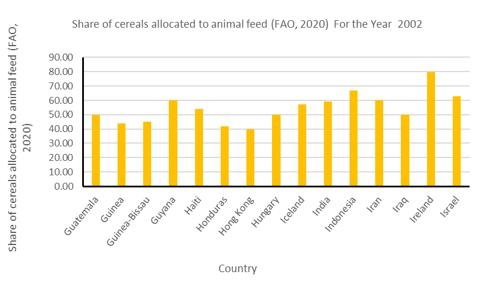 Share of cereals allocated to animal feed (FAO, 2020)  For the Year  2002
Share of cereals allocated to animal feed (FAO,
2020)
90.00
80.00
70.00
60.00
50.00
40.00
30.00
20.00
10.00
0.00
Guatemala
Guinea
Guinea-Bissau
Guyana
Haiti
Honduras
Hong Kong
Hungary
Iceland
India
Indonesia
Iran
Iraq
Ireland
Israel
Country